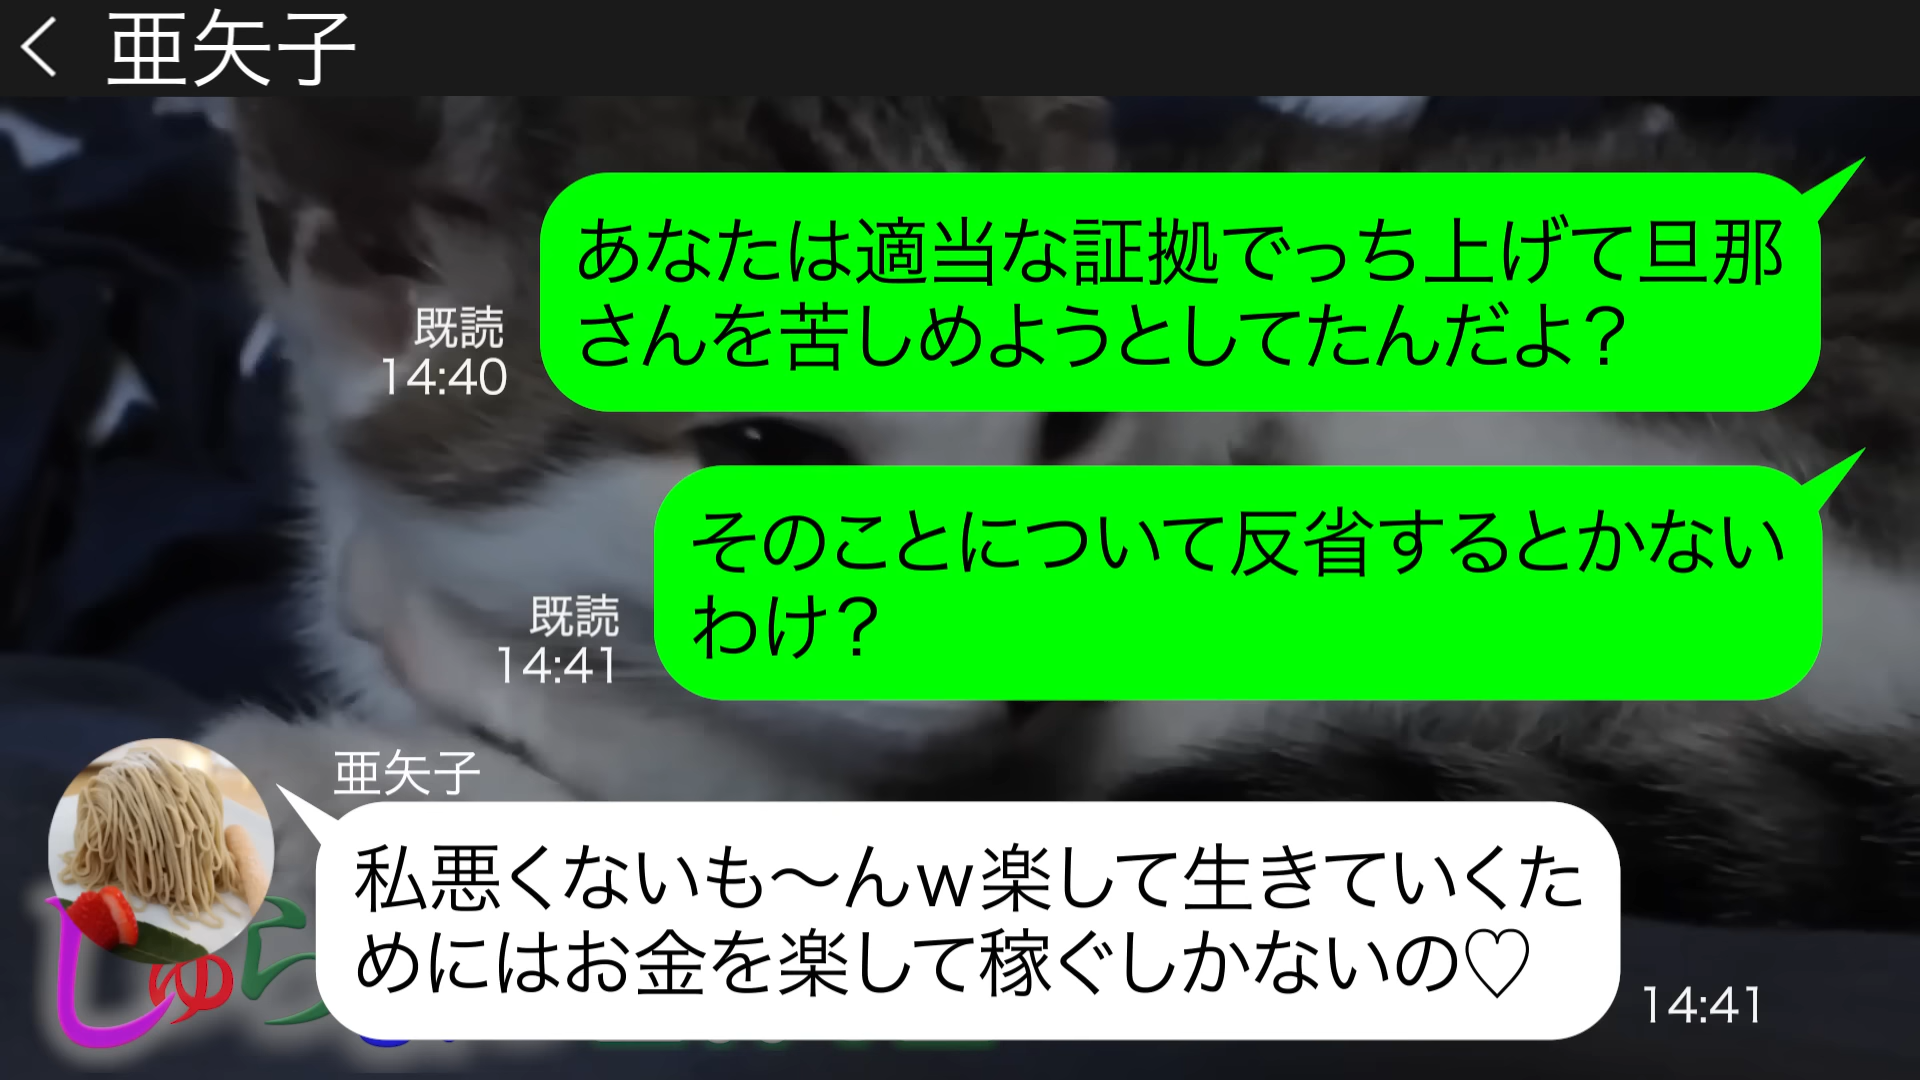 亜矢子
あなたは適当な証拠でっち上げて旦那
さんを苦しめようとしてたんだよ？
既読
14:40
そのことについて反省するとかない
わけ？
既読
14:41
亜矢子
私悪くないも〜んｗ楽して生きていくた
めにはお金を楽して稼ぐしかないの♡
14:41
しゅら